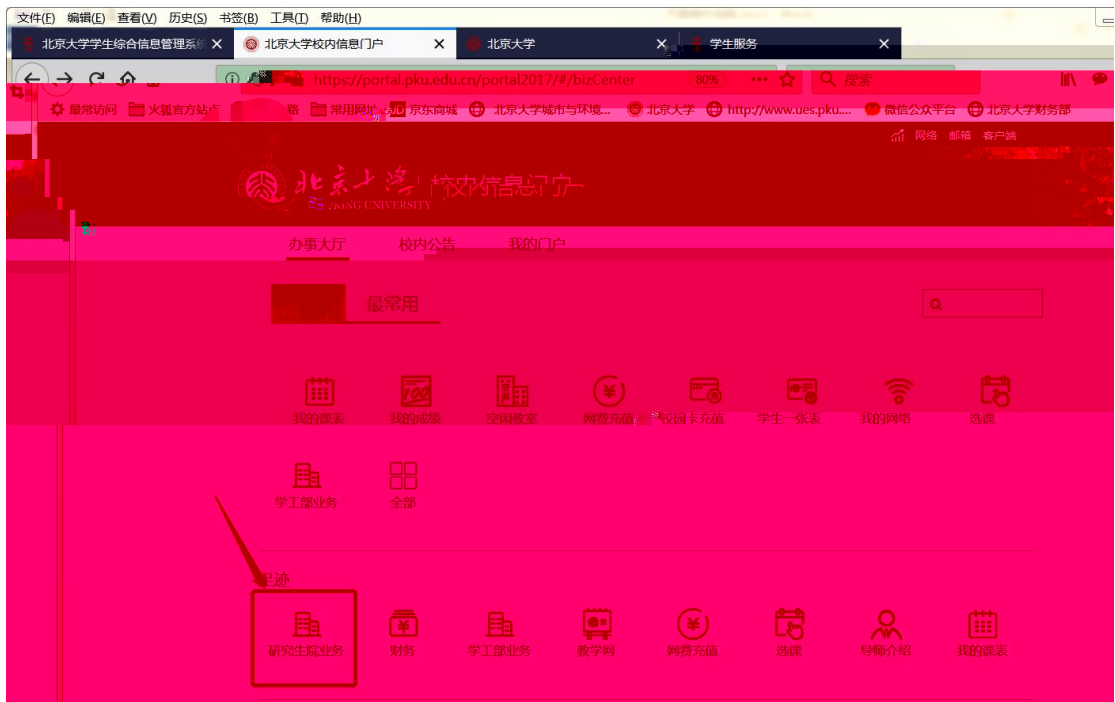 文件(F) 编辑(E) 查看(V) 历史(S) 书签(B) 工具(T) 帮助(H)
北京大学学生综合信息管理系统 北京大学校内信息门户 北京大学 学生服务
https://portal.pku.edu.cn/portal2017/#/bizCenter 80% 搜索
最常访问 火狐官方站点 常用网址 京东商城 北京大学城市与环境... 北京大学 http://www.ues.pku.... 微信公众平台 北京大学财务部
网络 邮箱 客户端
北京大学 校内信息门户
PEKING UNIVERSITY
办事大厅 校内公告 我的门户
最常用
我的课表 我的成绩 空闲教室 网费充值 校园卡充值 学生一张表 我的网络 选课
学工部业务 全部
足迹
研究生院业务 财务 学工部业务 教学网 网费充值 选课 导师介绍 我的课表